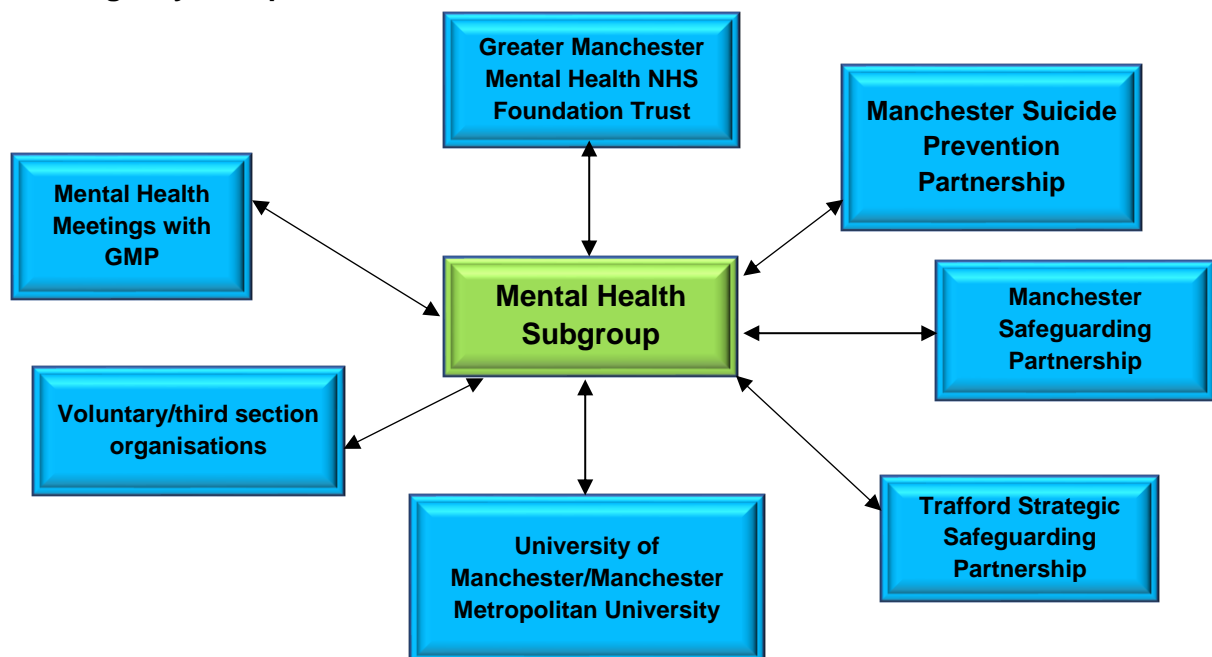 Greater Manchester
Mental Health NHS
Foundation Trust
Manchester Suicide
Prevention
Partnership
Mental Health
Meetings with
GMP
Mental Health
Subgroup
Manchester
Safeguarding
Partnership
Voluntary/third section
organisations
Trafford Strategic
Safeguarding
Partnership
University of
Manchester/Manchester
Metropolitan University